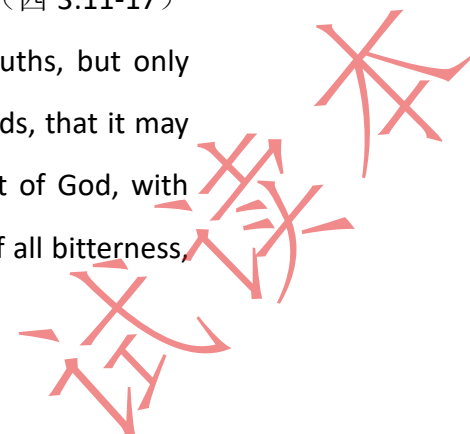 （西 3:11-17）
uths, but only
ds, that it may
t of God, with
f all bitterness,
试读本